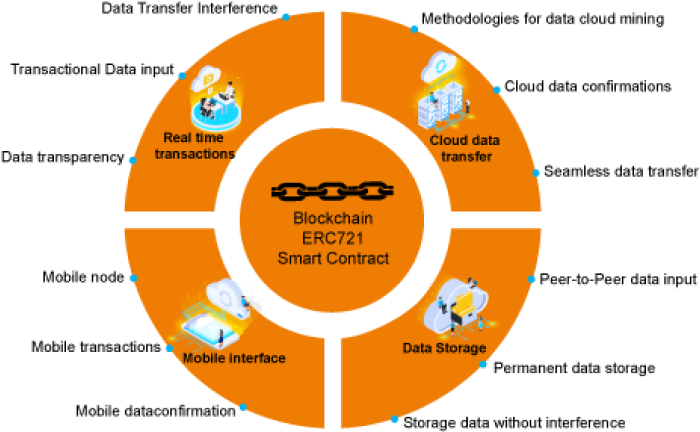 Data Transfer Interference
Transactional Data input
Data transparency
Real time
transactions
Methodologies for data cloud mining
Cloud data confirmations
Seamless data transfer
Cloud data
transfer
Blockchain
ERC721
Smart Contract
Mobile node
Mobile transactions
Mobile dataconfirmation
Mobile interface
Peer-to-Peer data input
Permanent data storage
Storage data without interference
Data Storage